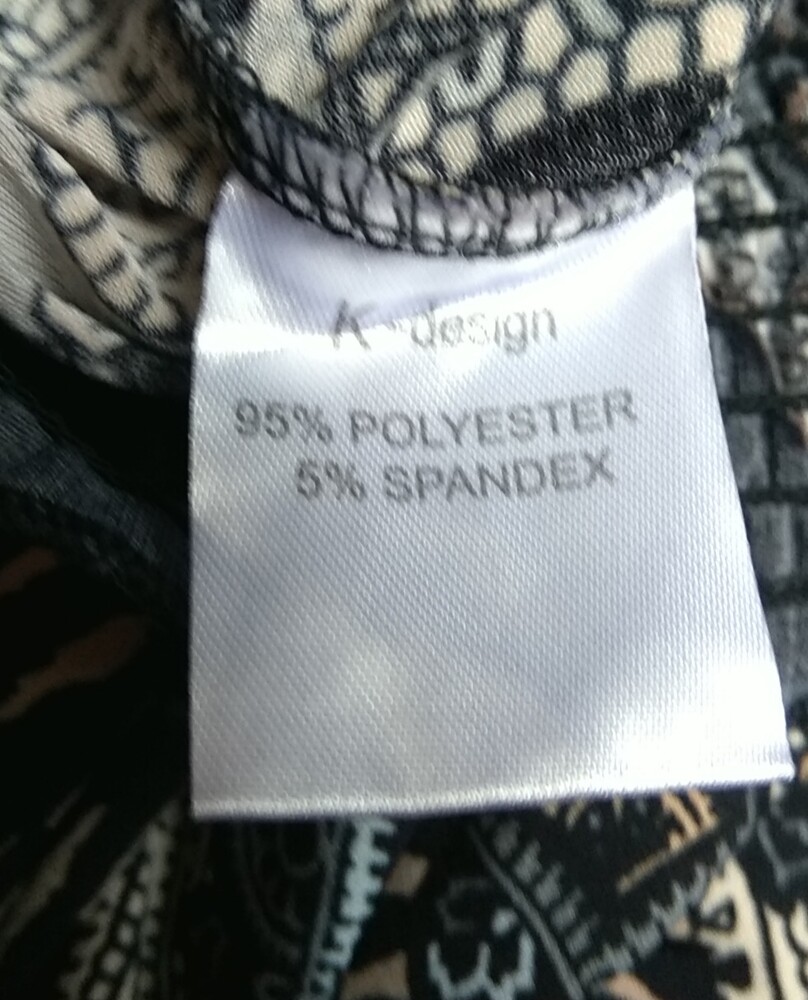 K-design
95% POLYESTER
5% SPANDEX